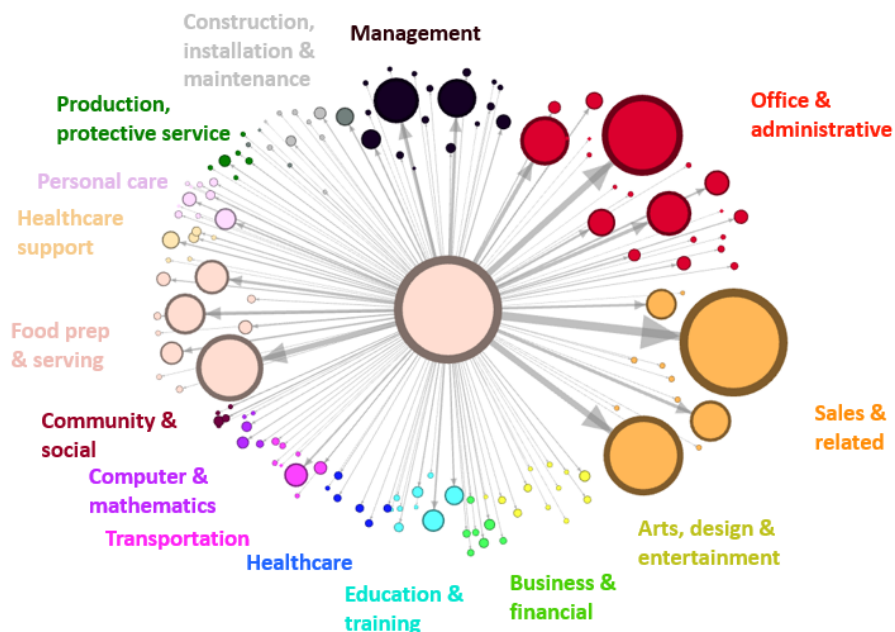 Construction,
installation &
maintenance
Management
Production,
protective service
Office &
administrative
Personal care
Healthcare
support
Food prep
& serving
Community &
social
Sales &
related
Computer &
mathematics
Transportation
Arts, design &
entertainment
Healthcare
Education &
training
Business &
financial